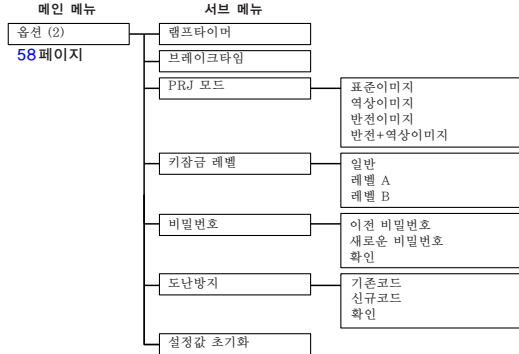 메인 메뉴
서브 메뉴
옵션 (2)
58페이지
램프타이머
브레이크타임
PRJ 모드
표준이미지
역상이미지
반전이미지
반전+역상이미지
키잠금 레벨
일반
레벨 A
레벨 B
비밀번호
이전 비밀번호
새로운 비밀번호
확인
도난방지
기존코드
신규코드
확인
설정값 초기화